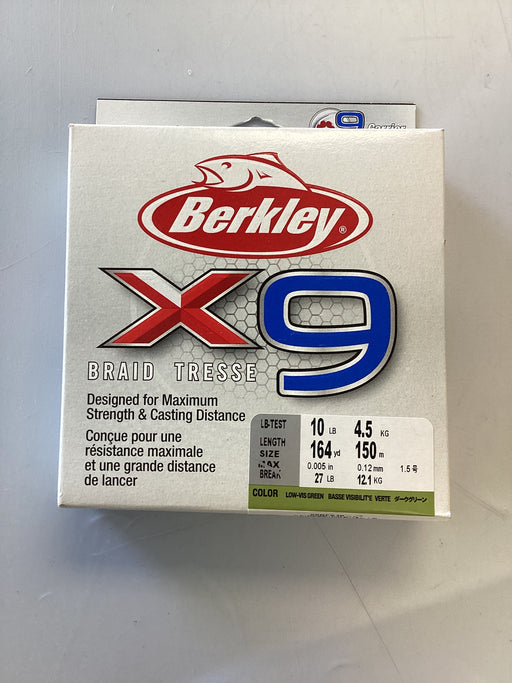 9 Carrier
Berkley®
X9
BRAID TRESSE
Designed for Maximum
Strength & Casting Distance
Conçue pour une
résistance maximale
et une grande distance
de lancer
LB-TEST 10 LB 4.5 KG
LENGTH 164 yd 150 m
SIZE 0.005 in 0.12 mm 1.5号
MAX BREAK 27 LB 12.1 KG
COLOR LOW-VIS GREEN BASSE VISIBILIT'E VERTE ダークグリーン